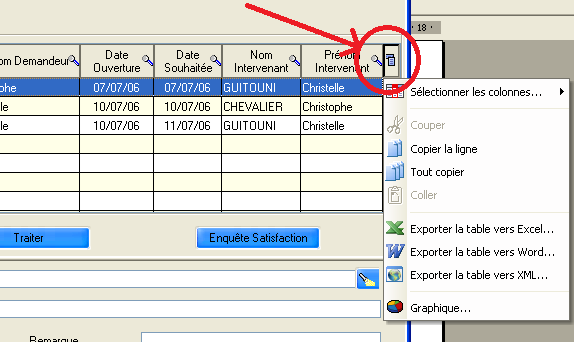 18
om Demandeur Date Ouverture Date Souhaitée Nom Intervenant Prénom Intervenant
ophe 07/07/06 07/07/06 GUITOUNI Christelle
lle 10/07/06 10/07/06 CHEVALIER Christophe
lle 10/07/06 11/07/06 GUITOUNI Christelle
Sélectionner les colonnes...
Couper
Copier la ligne
Tout copier
Coller
Exporter la table vers Excel...
Exporter la table vers Word...
Exporter la table vers XML...
Graphique...
Traiter Enquête Satisfaction
Remarque